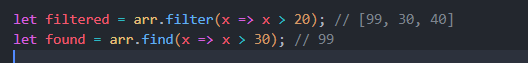 let filtered = arr.filter(x => x > 20); // [99, 30, 40]
let found = arr.find(x => x > 30); // 99